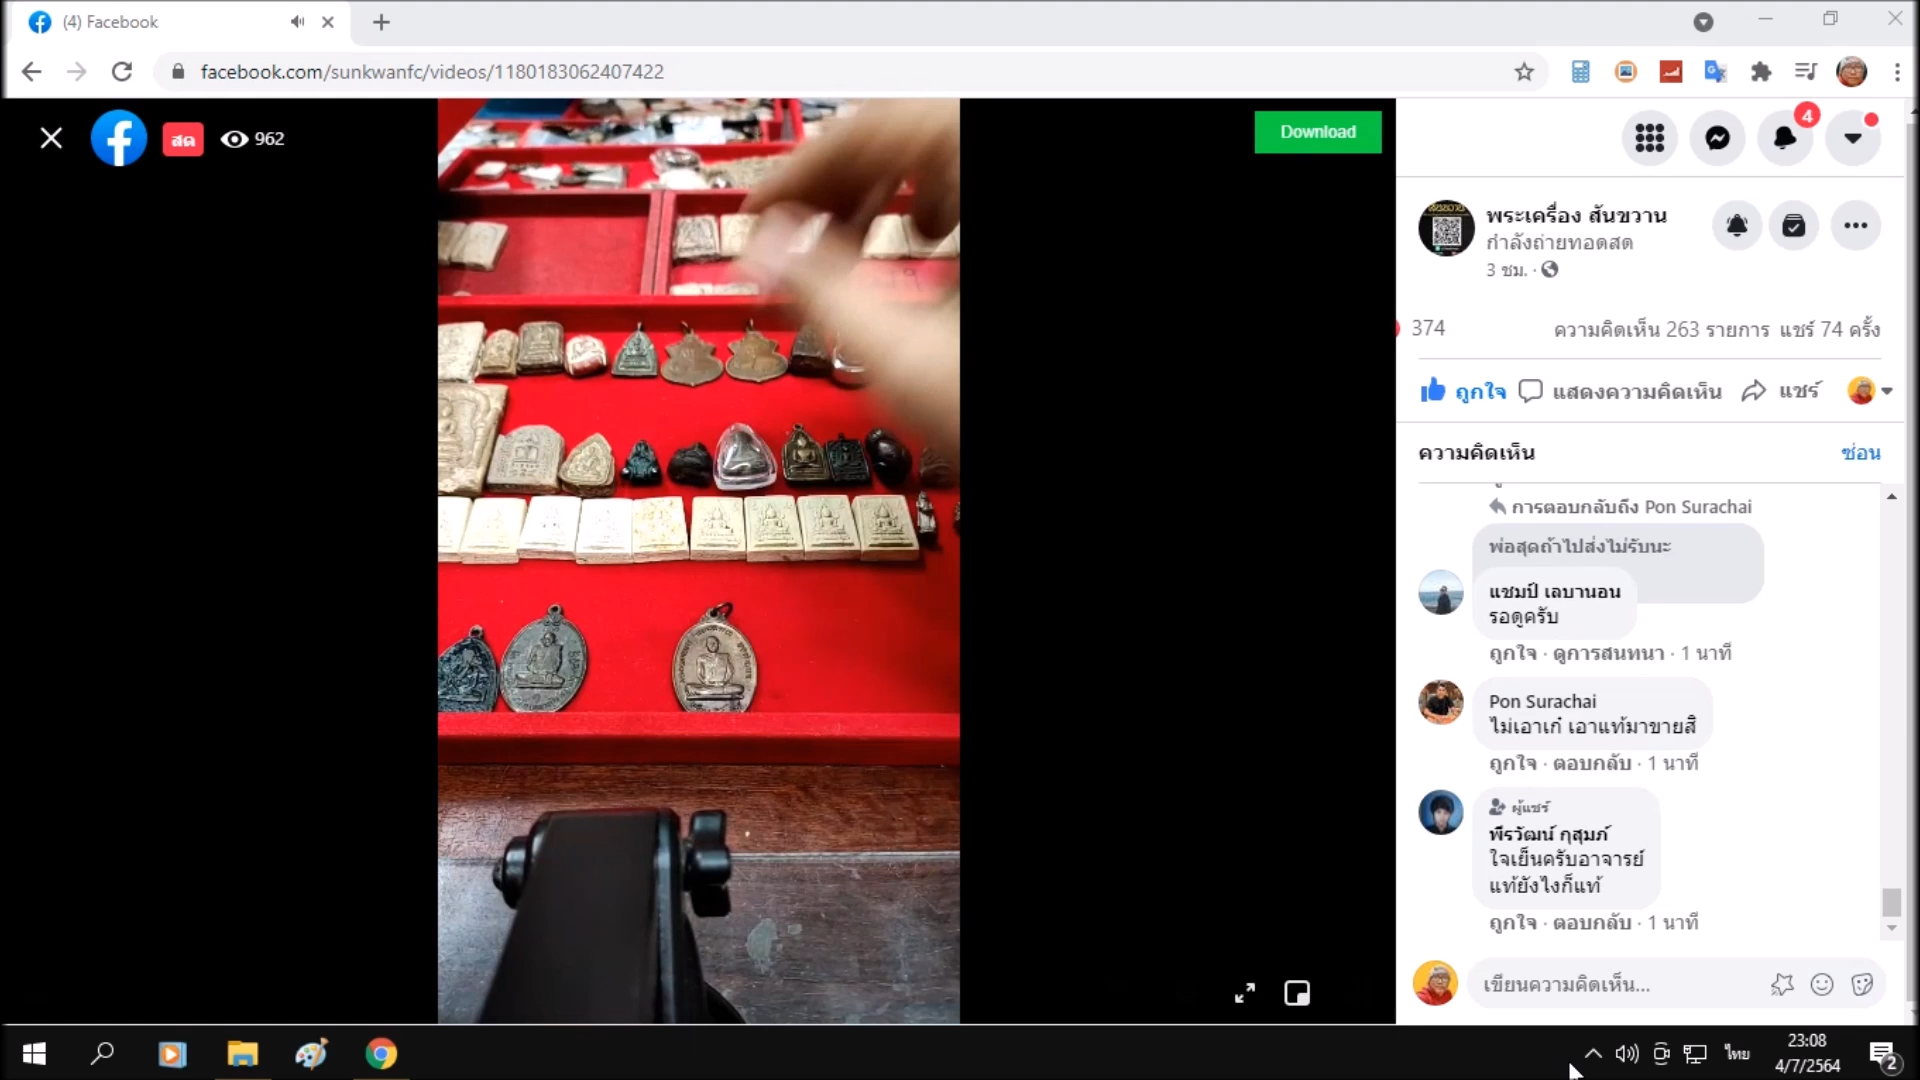 (4) Facebook
facebook.com/sunkwanfc/videos/1180183062407422
สด
962
Download
4
พระเครื่อง สันขวาน
กำลังถ่ายทอดสด
3 ชม. ·
374
ความคิดเห็น 263 รายการ แชร์ 74 ครั้ง
ถูกใจ
แสดงความคิดเห็น
แชร์
ความคิดเห็น
ซ่อน
การตอบกลับถึง Pon Surachai
พ่อสุดถ้าไปส่งไม่รับนะ
แชมป์ เลบานอน
รอดูครับ
ถูกใจ · ดูการสนทนา · 1 นาที
Pon Surachai
ไม่เอาเก๋ เอาแท้มาขายสิ
ถูกใจ · ตอบกลับ · 1 นาที
ผู้แชร์
พีรวัฒน์ กุสุมภ์
ใจเย็นครับอาจารย์
แท้ยังไงก็แท้
ถูกใจ · ตอบกลับ · 1 นาที
เขียนความคิดเห็น...
ไทย
23:08
4/7/2564
2